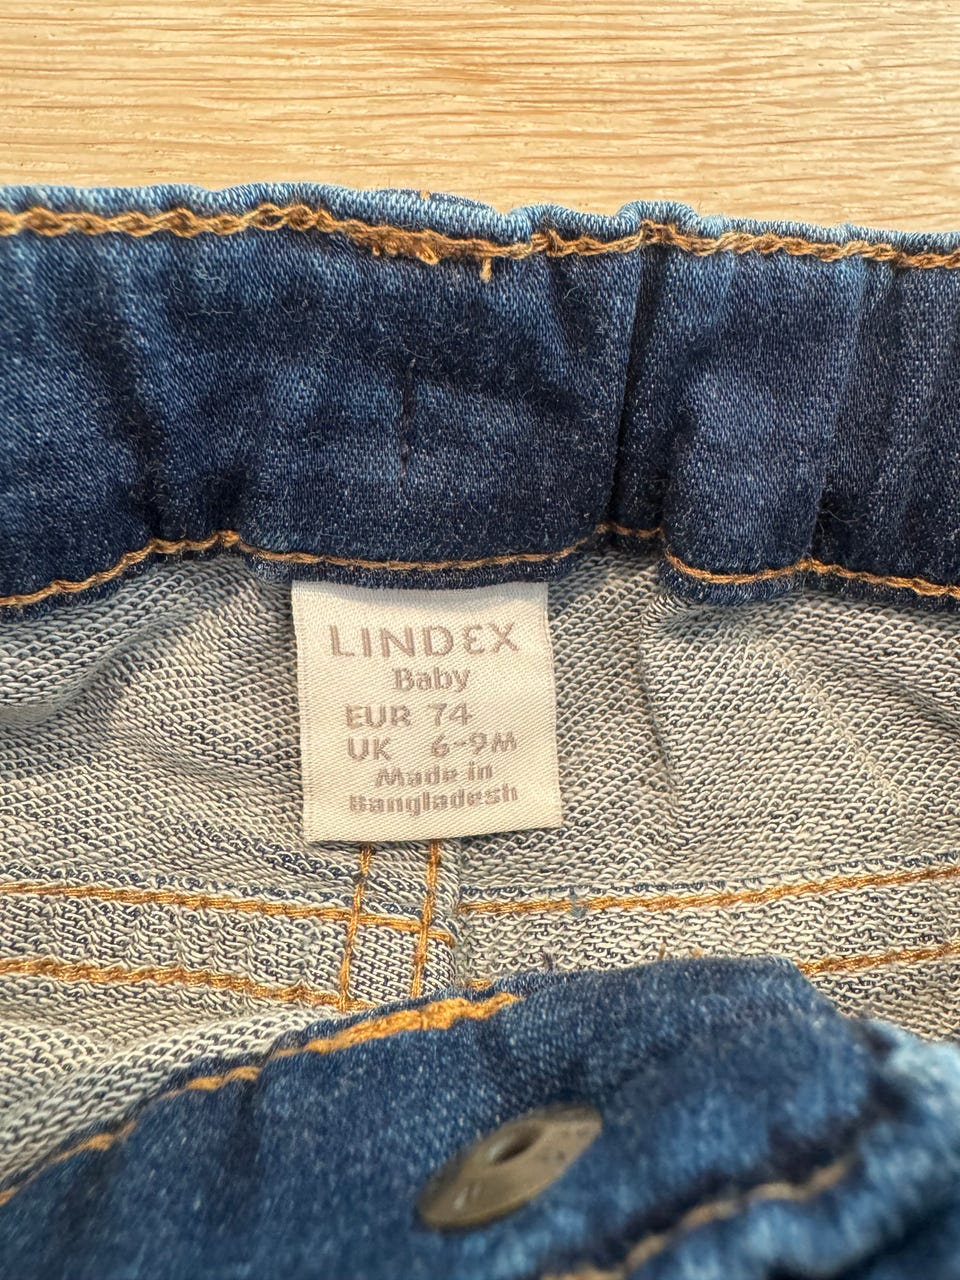 LINDEX
Baby
EUR 74
UK 6-9M
Made in
Bangladesh